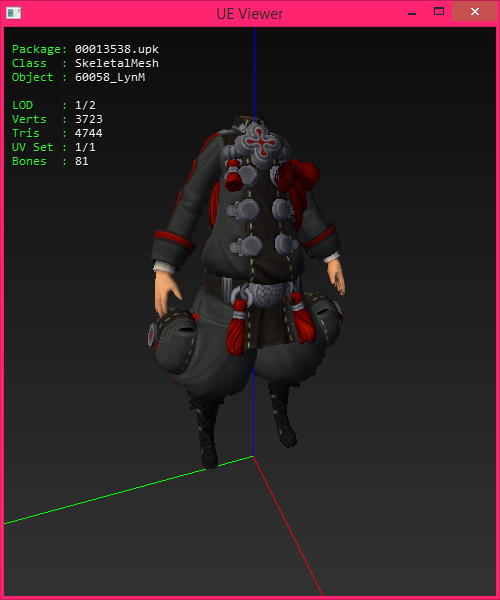 UE Viewer
Package: 00013538.upk
Class : SkeletalMesh
Object : 60058_LynM
LOD : 1/2
Verts : 3723
Tris : 4744
UV Set : 1/1
Bones : 81